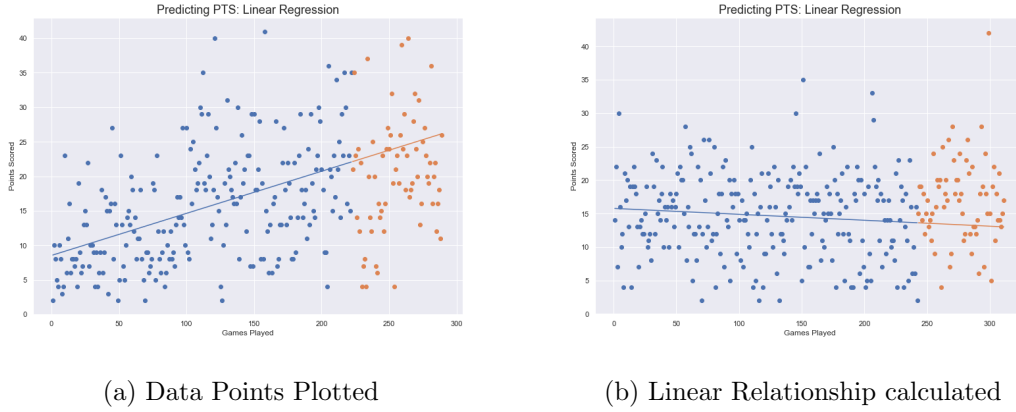 Predicting PTS: Linear Regression
40
35
30
25
20
15
10
5
0
Points Scored
0 50 100 150 200 250 300
Games Played
(a) Data Points Plotted
Predicting PTS: Linear Regression
40
35
30
25
20
15
10
5
0
Points Scored
0 50 100 150 200 250 300
Games Played
(b) Linear Relationship calculated